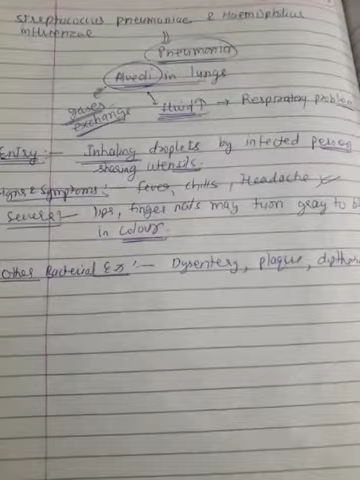 streptococcus pneumoniae & Haemophilus
influenzae
⇓
Pneumonia
Alveoli in lungs
gases exchange fluid↑ → Respiratory problem
Entry:- Inhaling droplets by infected person
sharing utensils.
Signs & Symptoms:- fever, chills, Headache
Severe:- lips, finger nails may turn gray to bl
in colour.
Other Bacterial Ex:- Dysentery, plaque, dipther